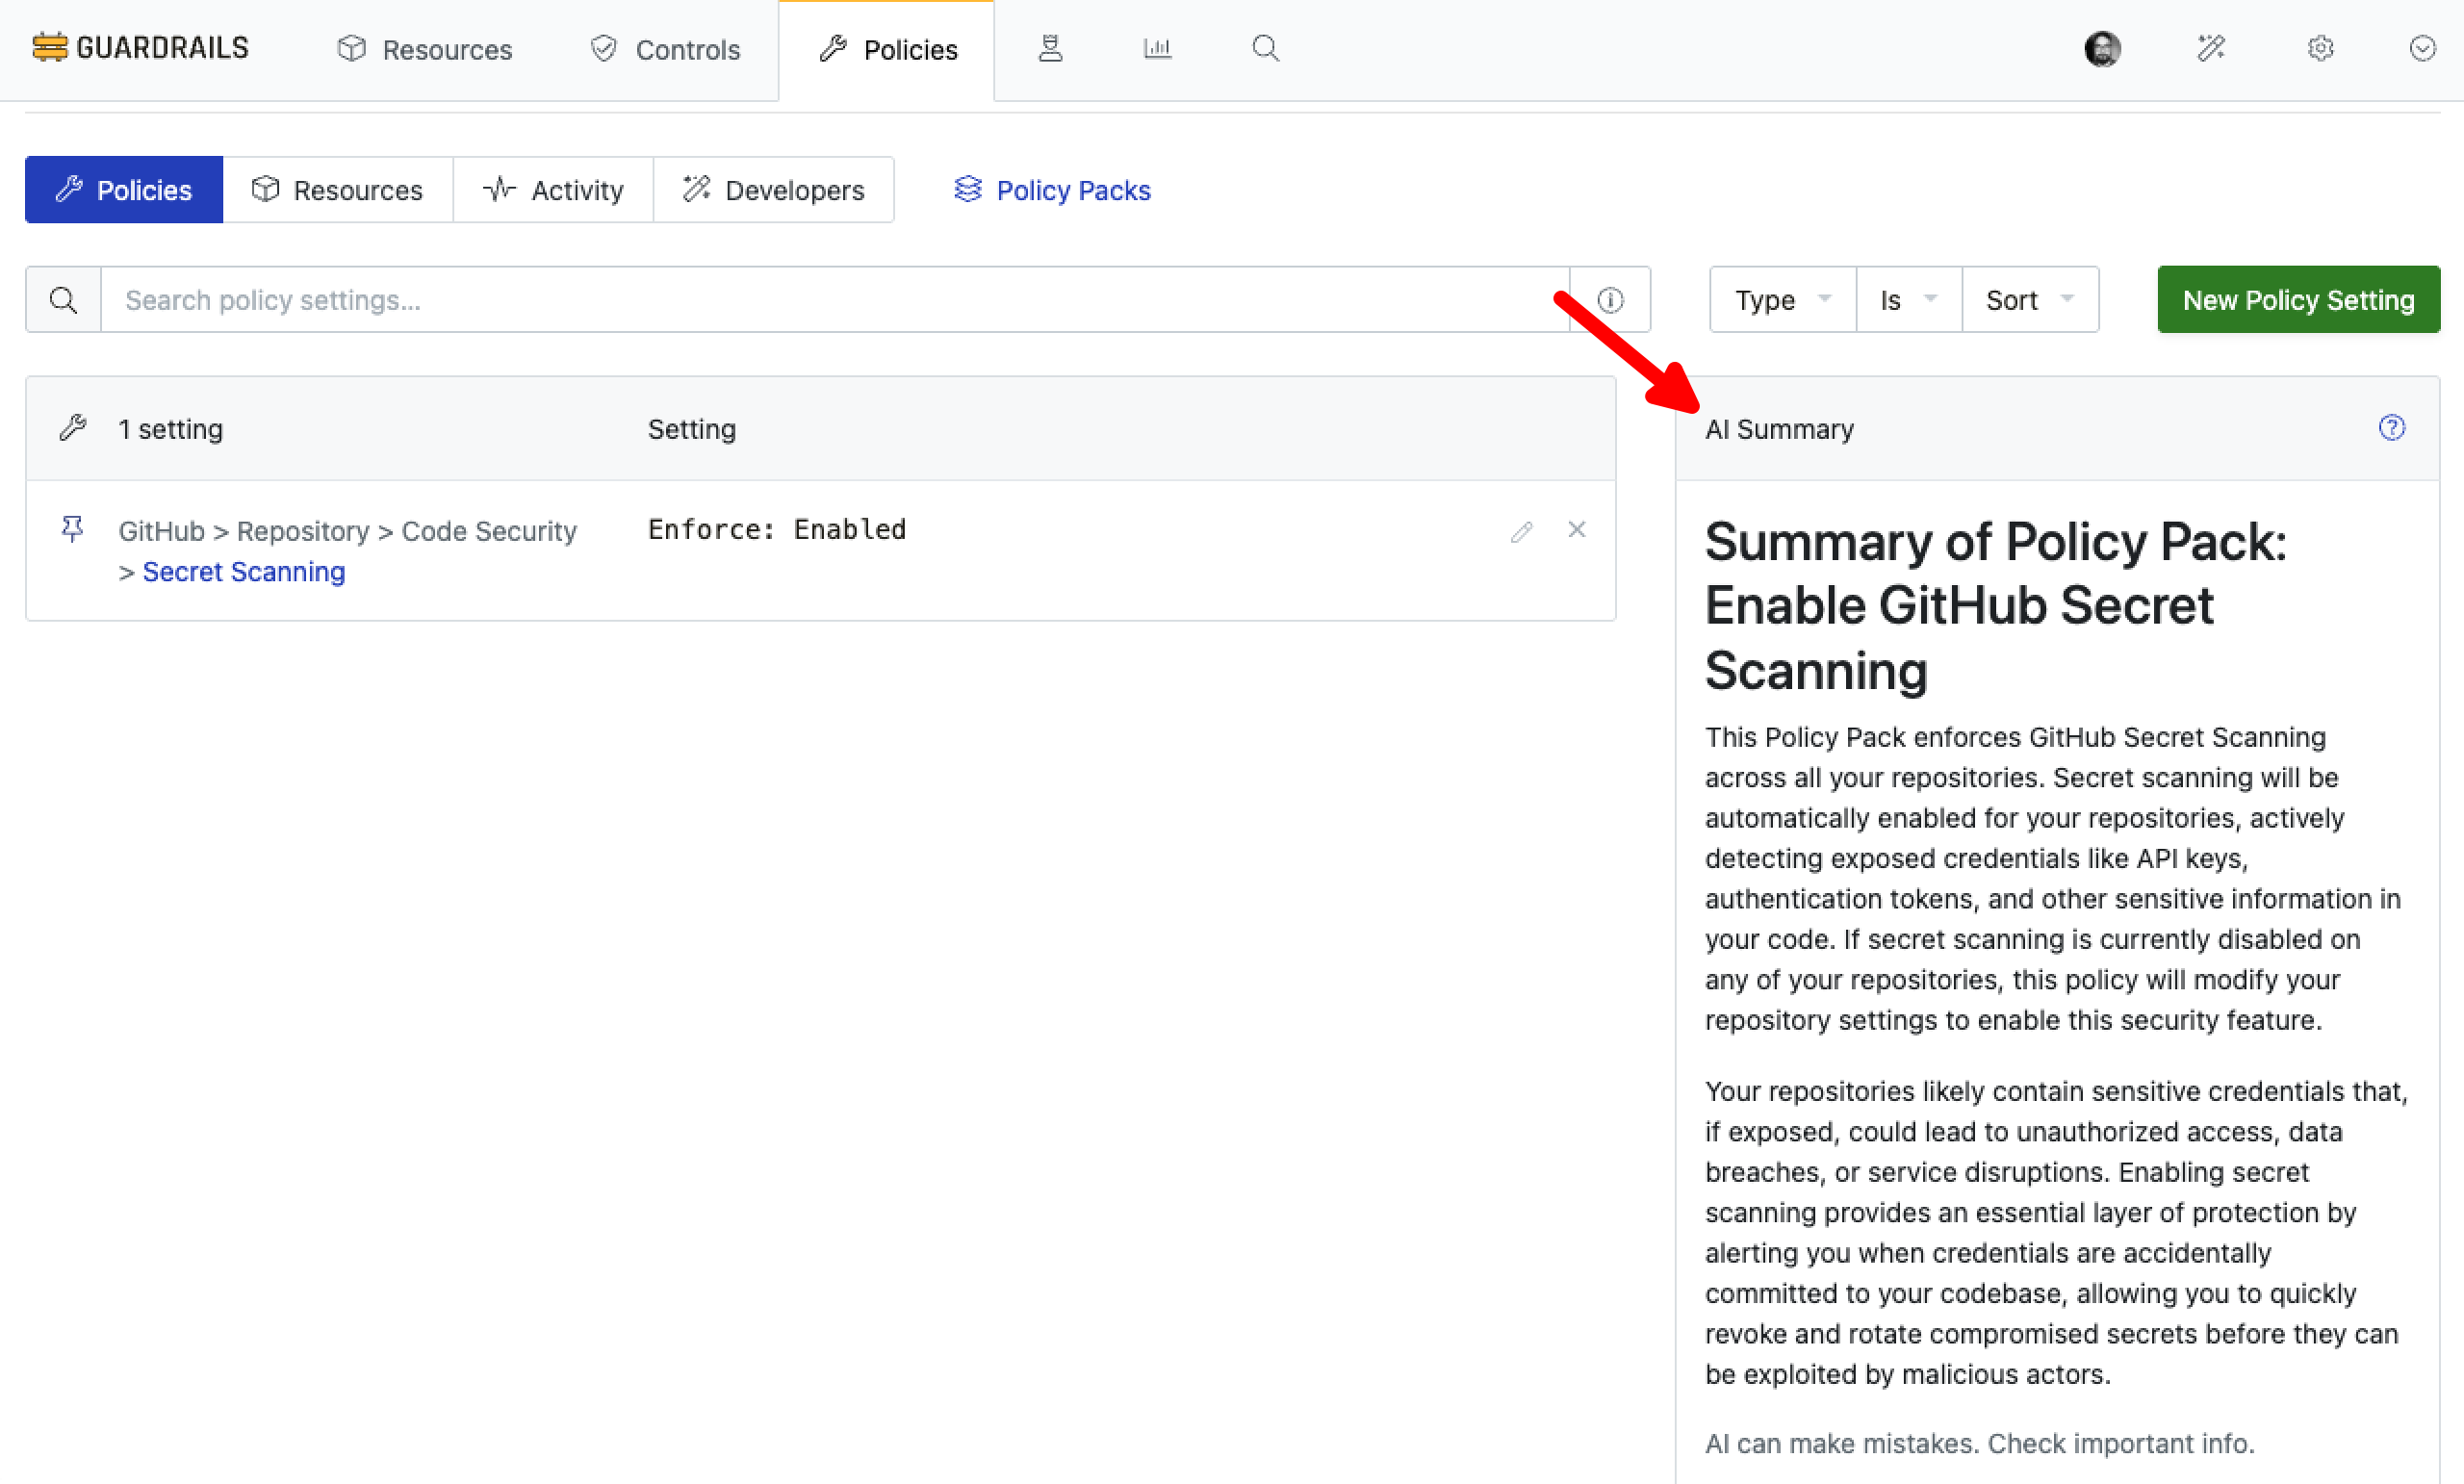 GUARDRAILS
Resources
Controls
Policies
Policies
Resources
Activity
Developers
Policy Packs
Search policy settings...
Type
Is
Sort
New Policy Setting
1 setting
Setting
GitHub > Repository > Code Security
> Secret Scanning
Enforce: Enabled
AI Summary
Summary of Policy Pack:
Enable GitHub Secret
Scanning
This Policy Pack enforces GitHub Secret Scanning
across all your repositories. Secret scanning will be
automatically enabled for your repositories, actively
detecting exposed credentials like API keys,
authentication tokens, and other sensitive information in
your code. If secret scanning is currently disabled on
any of your repositories, this policy will modify your
repository settings to enable this security feature.
Your repositories likely contain sensitive credentials that,
if exposed, could lead to unauthorized access, data
breaches, or service disruptions. Enabling secret
scanning provides an essential layer of protection by
alerting you when credentials are accidentally
committed to your codebase, allowing you to quickly
revoke and rotate compromised secrets before they can
be exploited by malicious actors.
AI can make mistakes. Check important info.